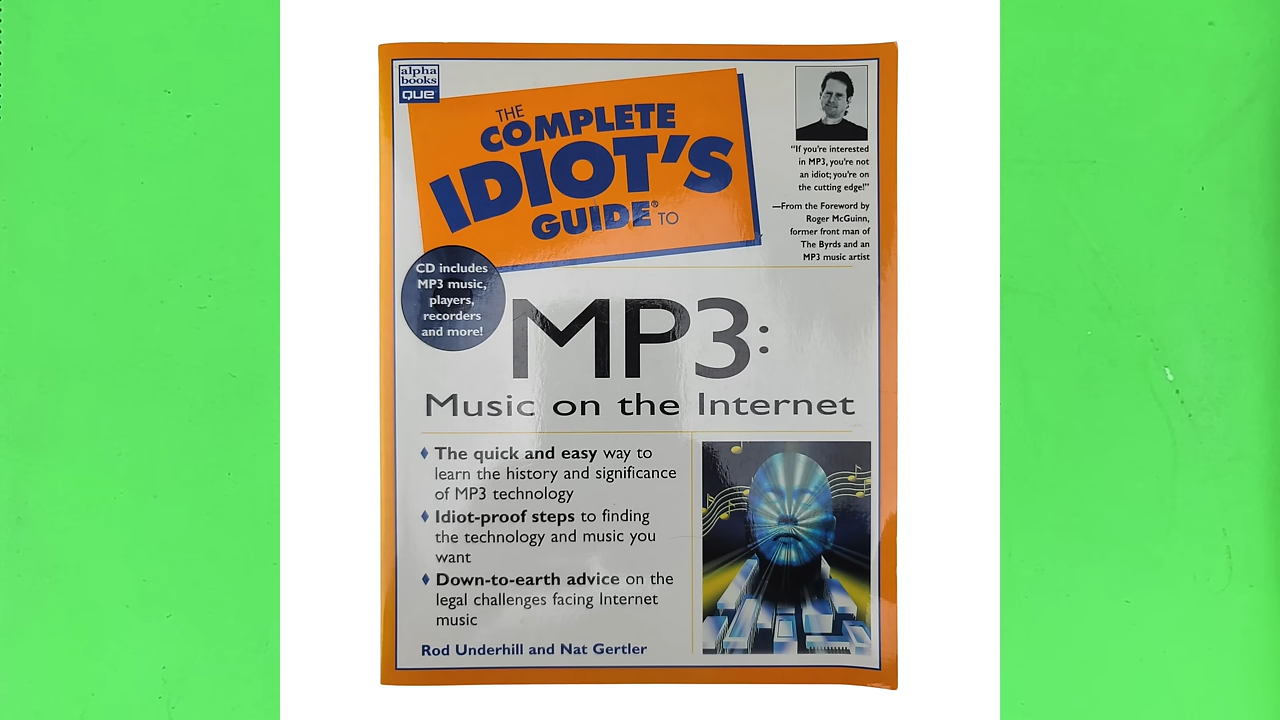 alpha
books
QUE
THE
COMPLETE
IDIOT'S
GUIDE® TO
"If you're interested
in MP3, you're not
an idiot; you're on
the cutting edge!"
—From the Foreword by
Roger McGuinn,
former front man of
The Byrds and an
MP3 music artist
CD includes
MP3 music,
players,
recorders
and more!
MP3:
Music on the Internet
♦ The quick and easy way to
learn the history and significance
of MP3 technology
♦ Idiot-proof steps to finding
the technology and music you
want
♦ Down-to-earth advice on the
legal challenges facing Internet
music
Rod Underhill and Nat Gertler